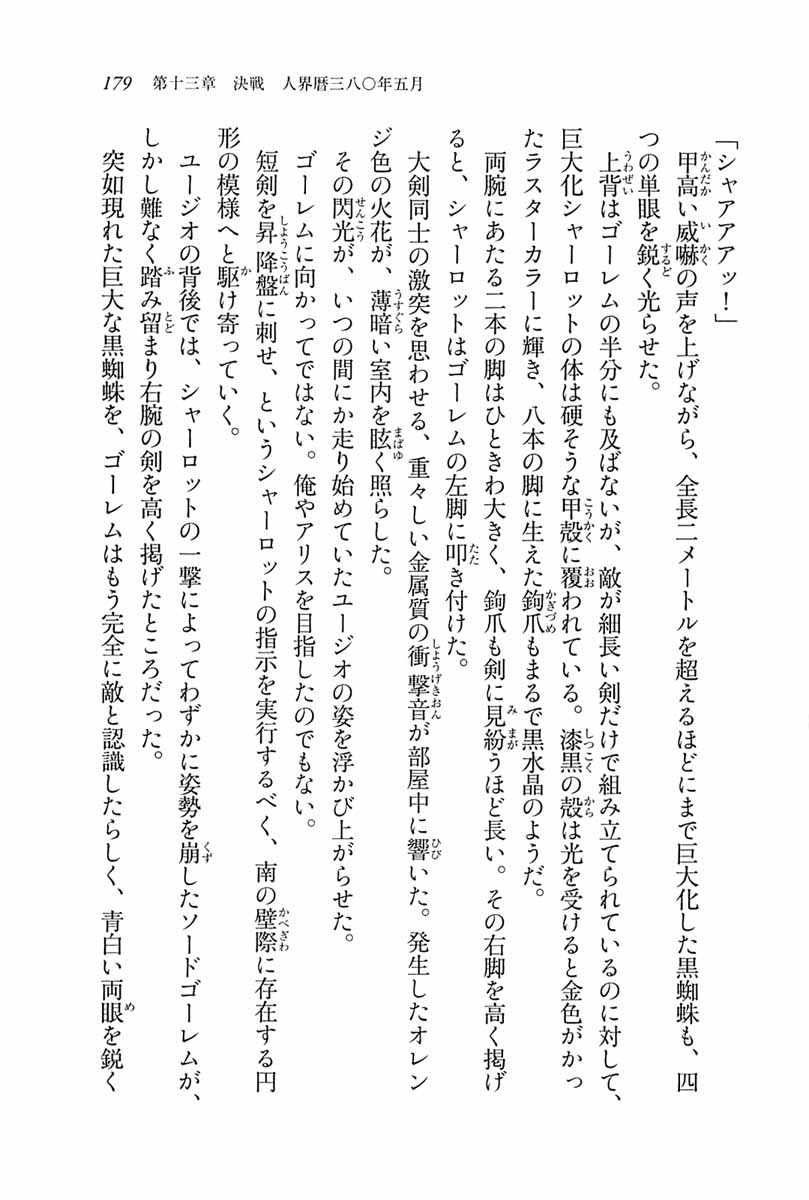 179 第十三章 決戦 人界暦三八〇年五月
「シャアアアッ！」
甲高い威嚇の声を上げながら、全長二メートルを超えるほどにまで巨大化した黒蜘蛛も、四
つの単眼を鋭く光らせた。
上背はゴーレムの半分にも及ばないが、敵が細長い剣だけで組み立てられているのに対して、
巨大化シャーロットの体は硬そうな甲殻に覆われている。漆黒の殻は光を受けると金色がかっ
たラスターカラーに輝き、八本の脚に生えた鉤爪もまるで黒水晶のようだ。
両腕にあたる二本の脚はひときわ大きく、鉤爪も剣に見紛うほど長い。その右脚を高く掲げ
ると、シャーロットはゴーレムの左脚に叩き付けた。
大剣同士の激突を思わせる、重々しい金属質の衝撃音が部屋中に響いた。発生したオレン
ジ色の火花が、薄暗い室内を眩く照らした。
その閃光が、いつの間にか走り始めていたユージオの姿を浮かび上がらせた。
ゴーレムに向かってではない。俺やアリスを目指したのでもない。
短剣を昇降盤に刺せ、というシャーロットの指示を実行するべく、南の壁際に存在する円
形の模様へと駆け寄っていく。
ユージオの背後では、シャーロットの一撃によってわずかに姿勢を崩したソードゴーレムが、
しかし難なく踏み留まり右腕の剣を高く掲げたところだった。
突如現れた巨大な黒蜘蛛を、ゴーレムはもう完全に敵と認識したらしく、青白い両眼を鋭く